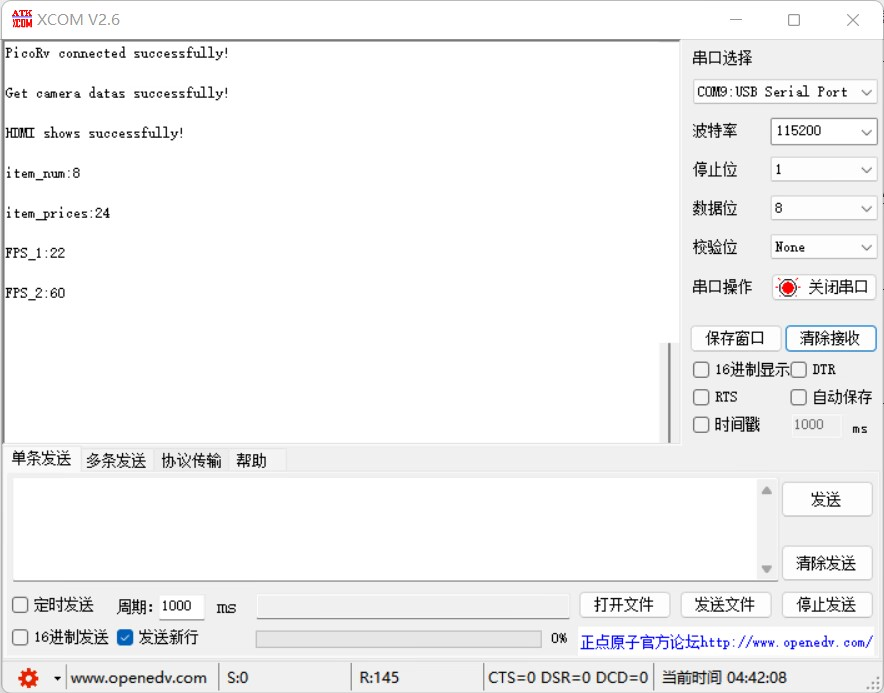 ATK XCOM XCOM V2.6
PicoRv connected successfully!
Get camera datas successfully!
HDMI shows successfully!
item_num:8
item_prices:24
FPS_1:22
FPS_2:60
串口选择
COM9:USB Serial Port
波特率 115200
停止位 1
数据位 8
校验位 None
串口操作 关闭串口
保存窗口 清除接收
16进制显示 DTR
RTS 自动保存
时间戳 1000 ms
单条发送 多条发送 协议传输 帮助
发送
清除发送
定时发送 周期: 1000 ms 打开文件 发送文件 停止发送
16进制发送 发送新行 0% 正点原子官方论坛http://www.openedv.com/
www.openedv.com S:0 R:145 CTS=0 DSR=0 DCD=0 当前时间 04:42:08